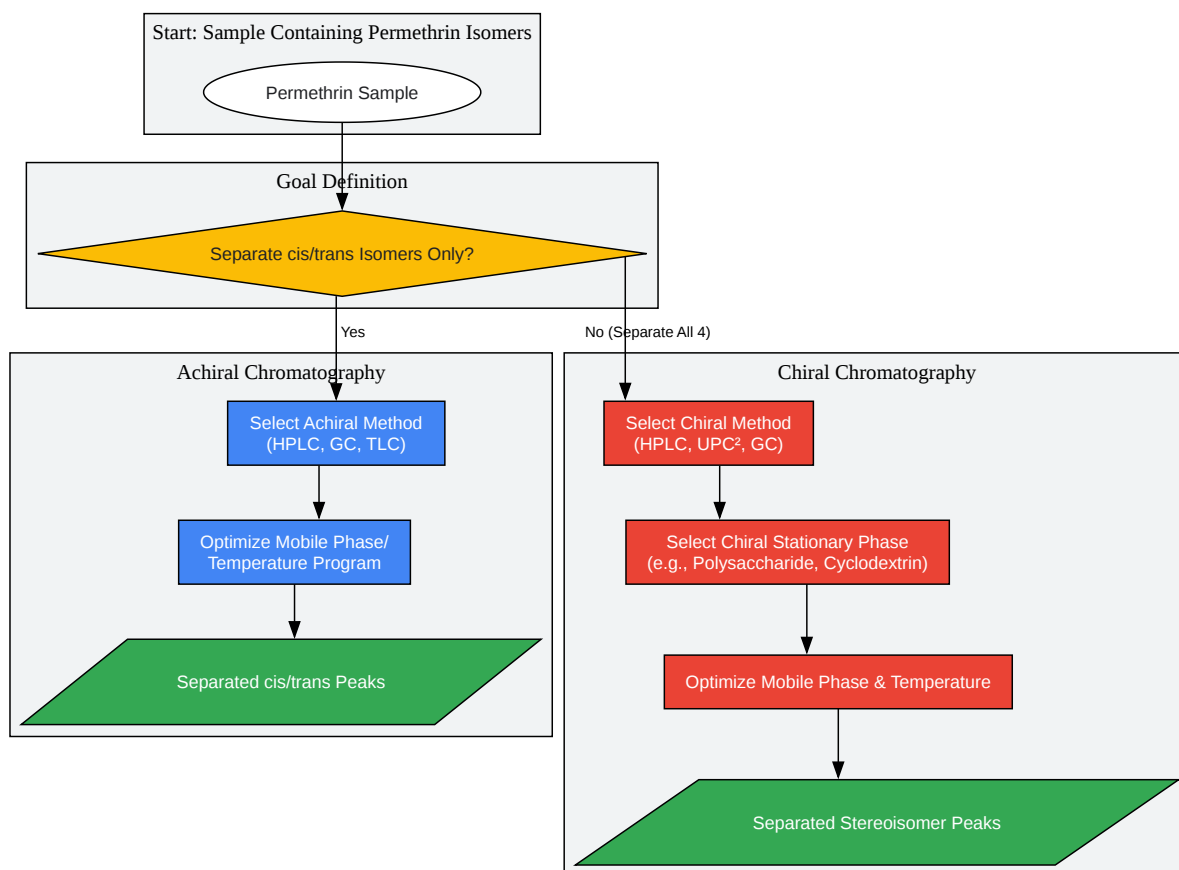 Start: Sample Containing Permethrin Isomers
Permethrin Sample
Goal Definition
Separate cis/trans Isomers Only?
Yes
No (Separate All 4)
Achiral Chromatography
Select Achiral Method
(HPLC, GC, TLC)
Optimize Mobile Phase/
Temperature Program
Separated cis/trans Peaks
Chiral Chromatography
Select Chiral Method
(HPLC, UPC², GC)
Select Chiral Stationary Phase
(e.g., Polysaccharide, Cyclodextrin)
Optimize Mobile Phase & Temperature
Separated Stereoisomer Peaks